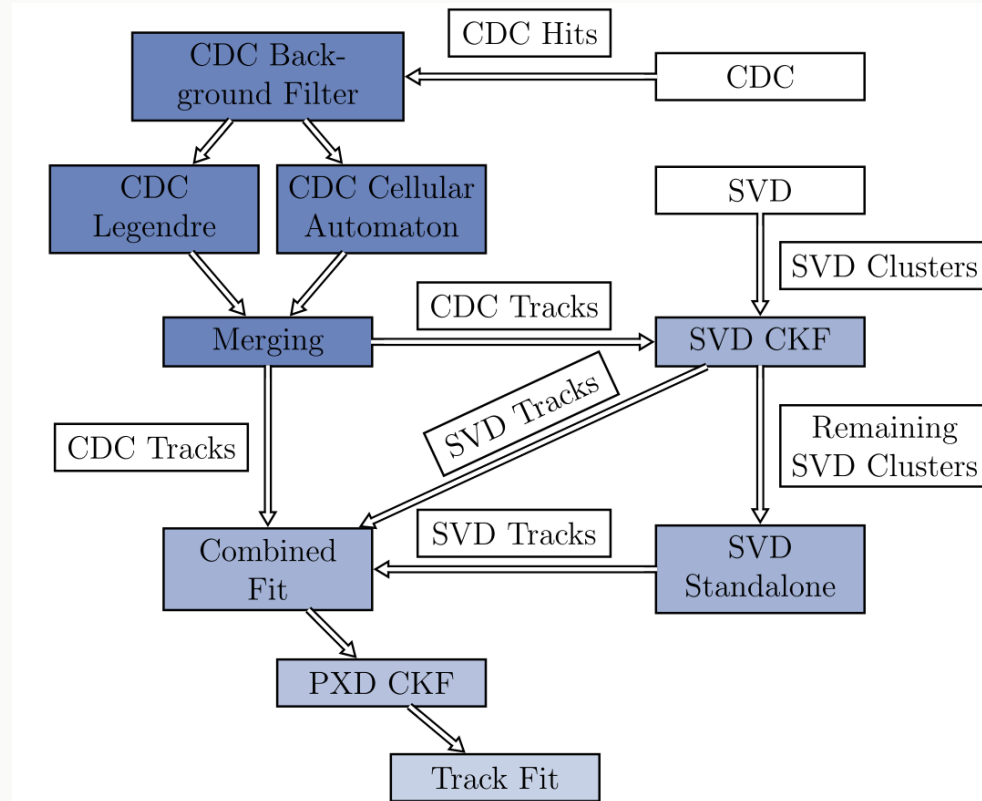 CDC Hits
CDC Back-
ground Filter
CDC
CDC
Legendre
CDC Cellular
Automaton
SVD
SVD Clusters
CDC Tracks
Merging
SVD CKF
SVD Tracks
CDC Tracks
Remaining
SVD Clusters
SVD Tracks
Combined
Fit
SVD
Standalone
PXD CKF
Track Fit